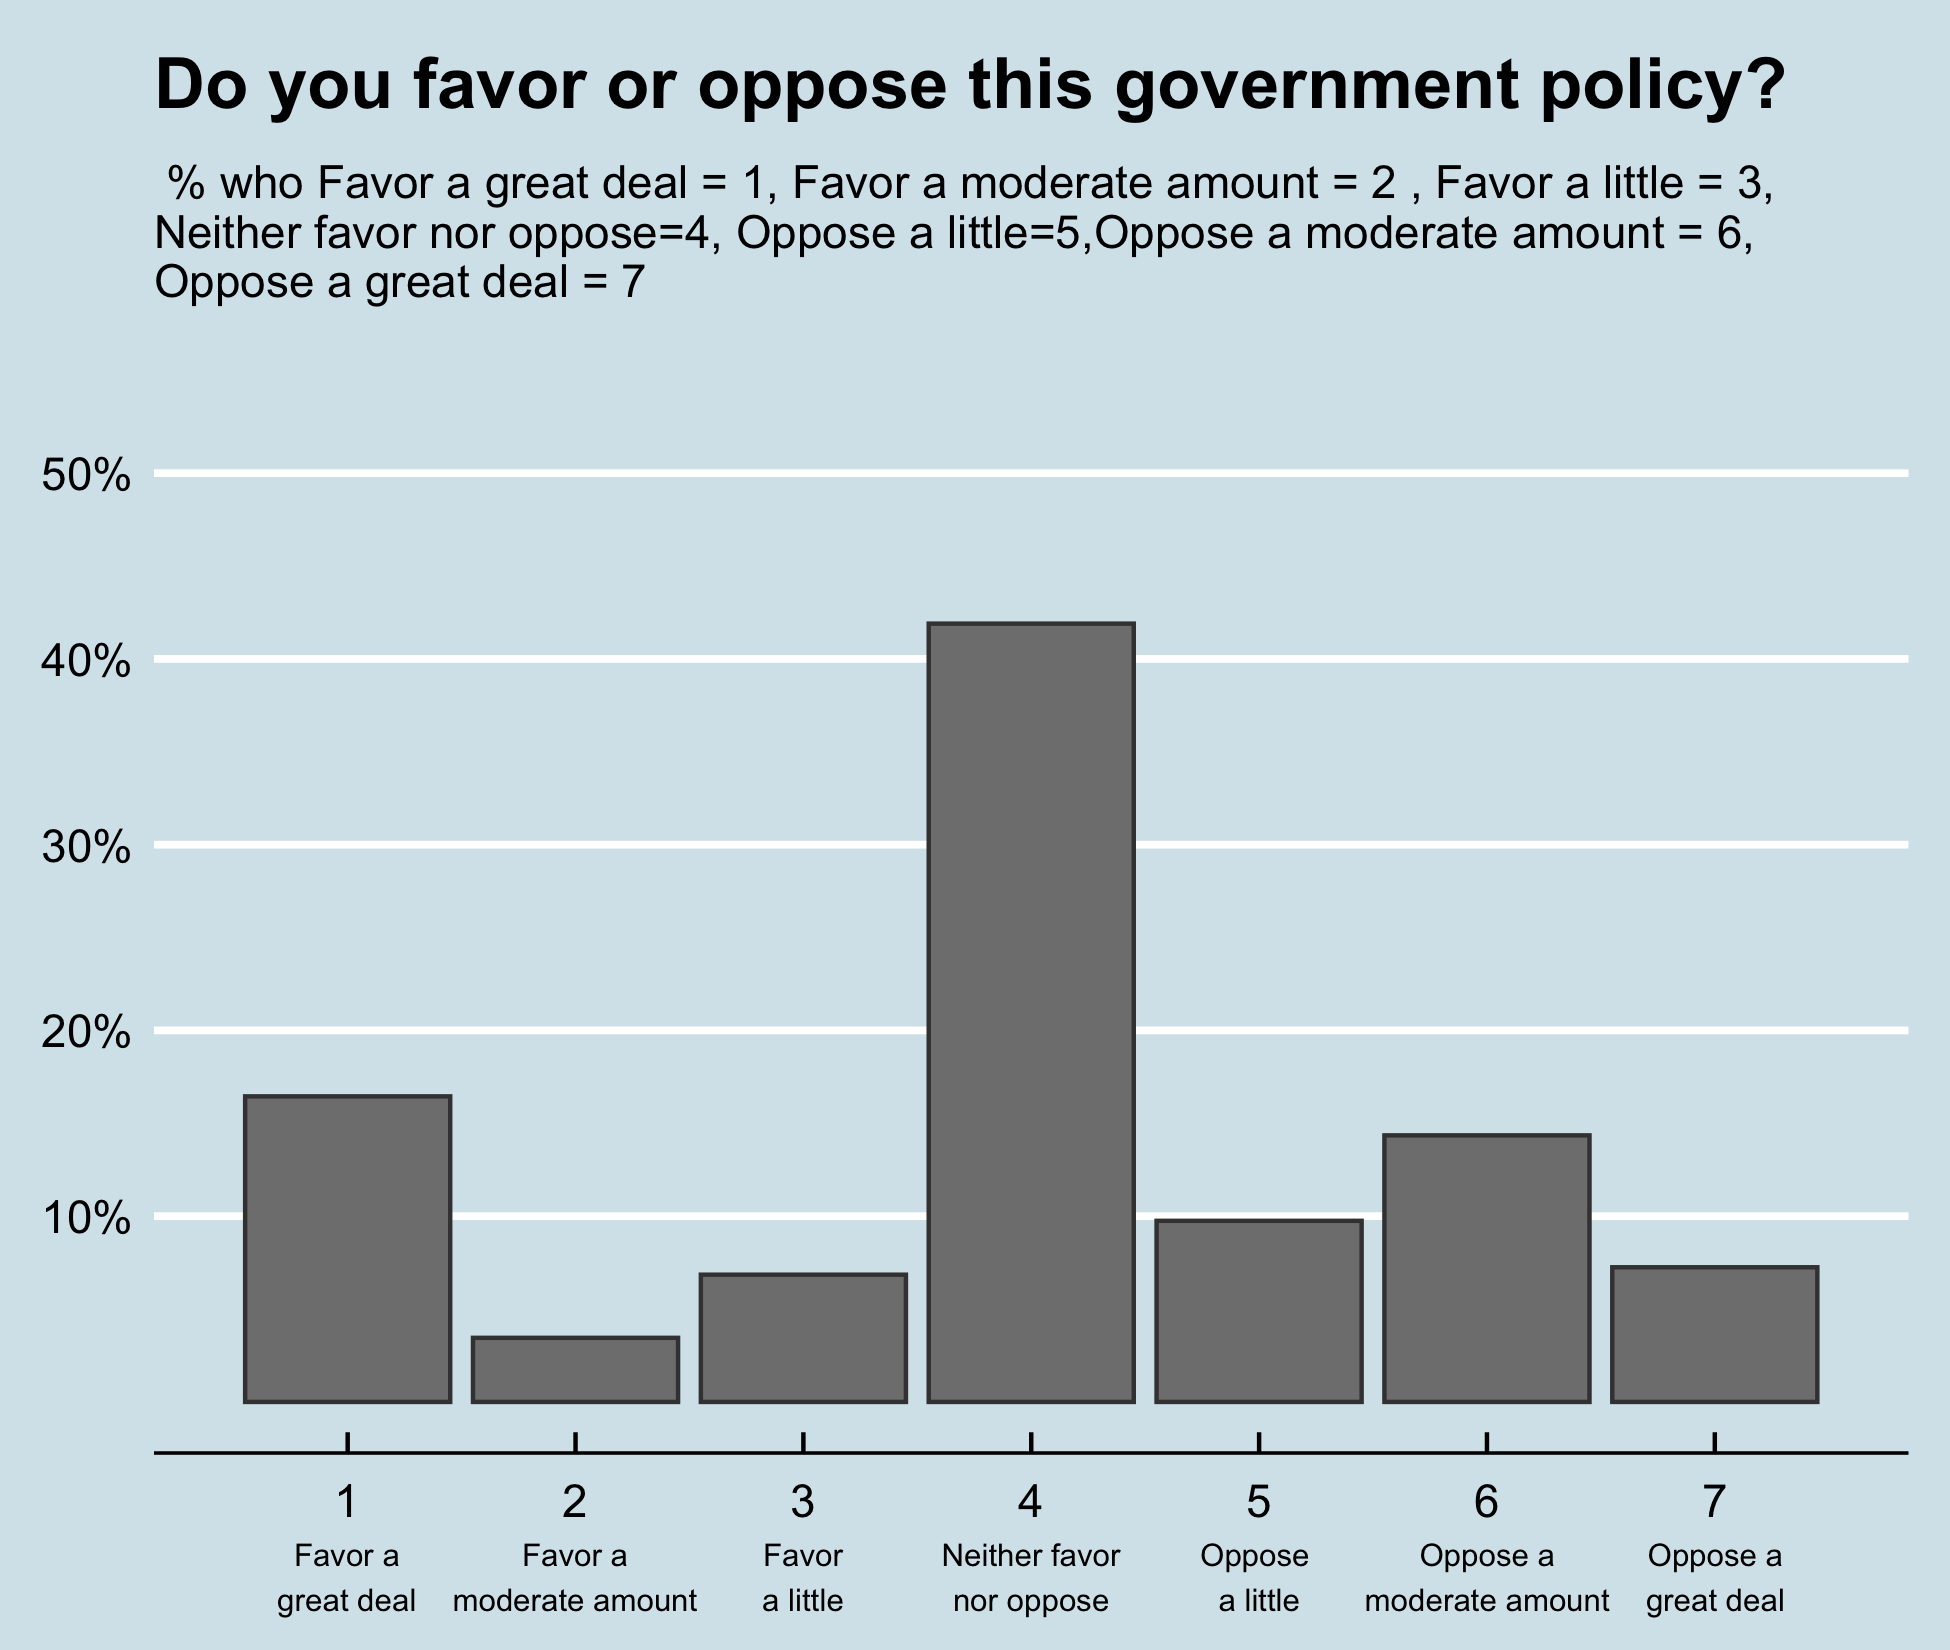 Do you favor or oppose this government policy?
% who Favor a great deal = 1, Favor a moderate amount = 2 , Favor a little = 3,
Neither favor nor oppose=4, Oppose a little=5,Oppose a moderate amount = 6,
Oppose a great deal = 7
50%
40%
30%
20%
10%
1 2 3 4 5 6 7
Favor a Favor a Favor Neither favor Oppose Oppose a Oppose a
great deal moderate amount a little nor oppose a little moderate amount great deal